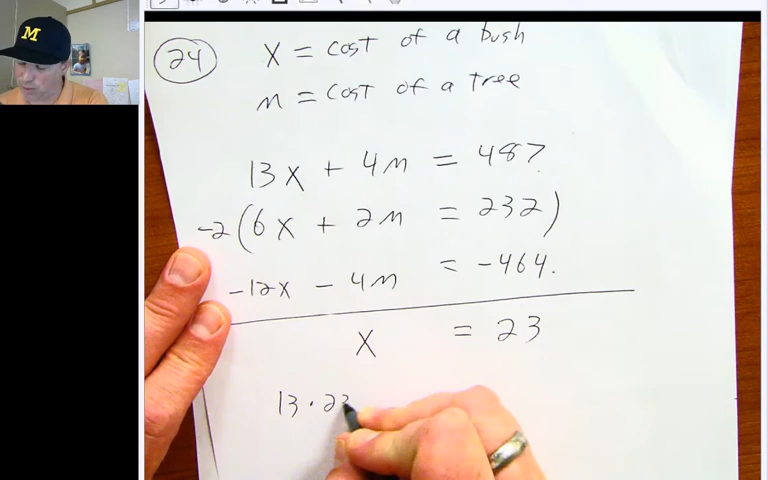 M
24
X = cost of a bush
m = cost of a tree
13X + 4m = 487.
-2(6X + 2m = 232)
-12X - 4m = -464.
X = 23
13 · 23